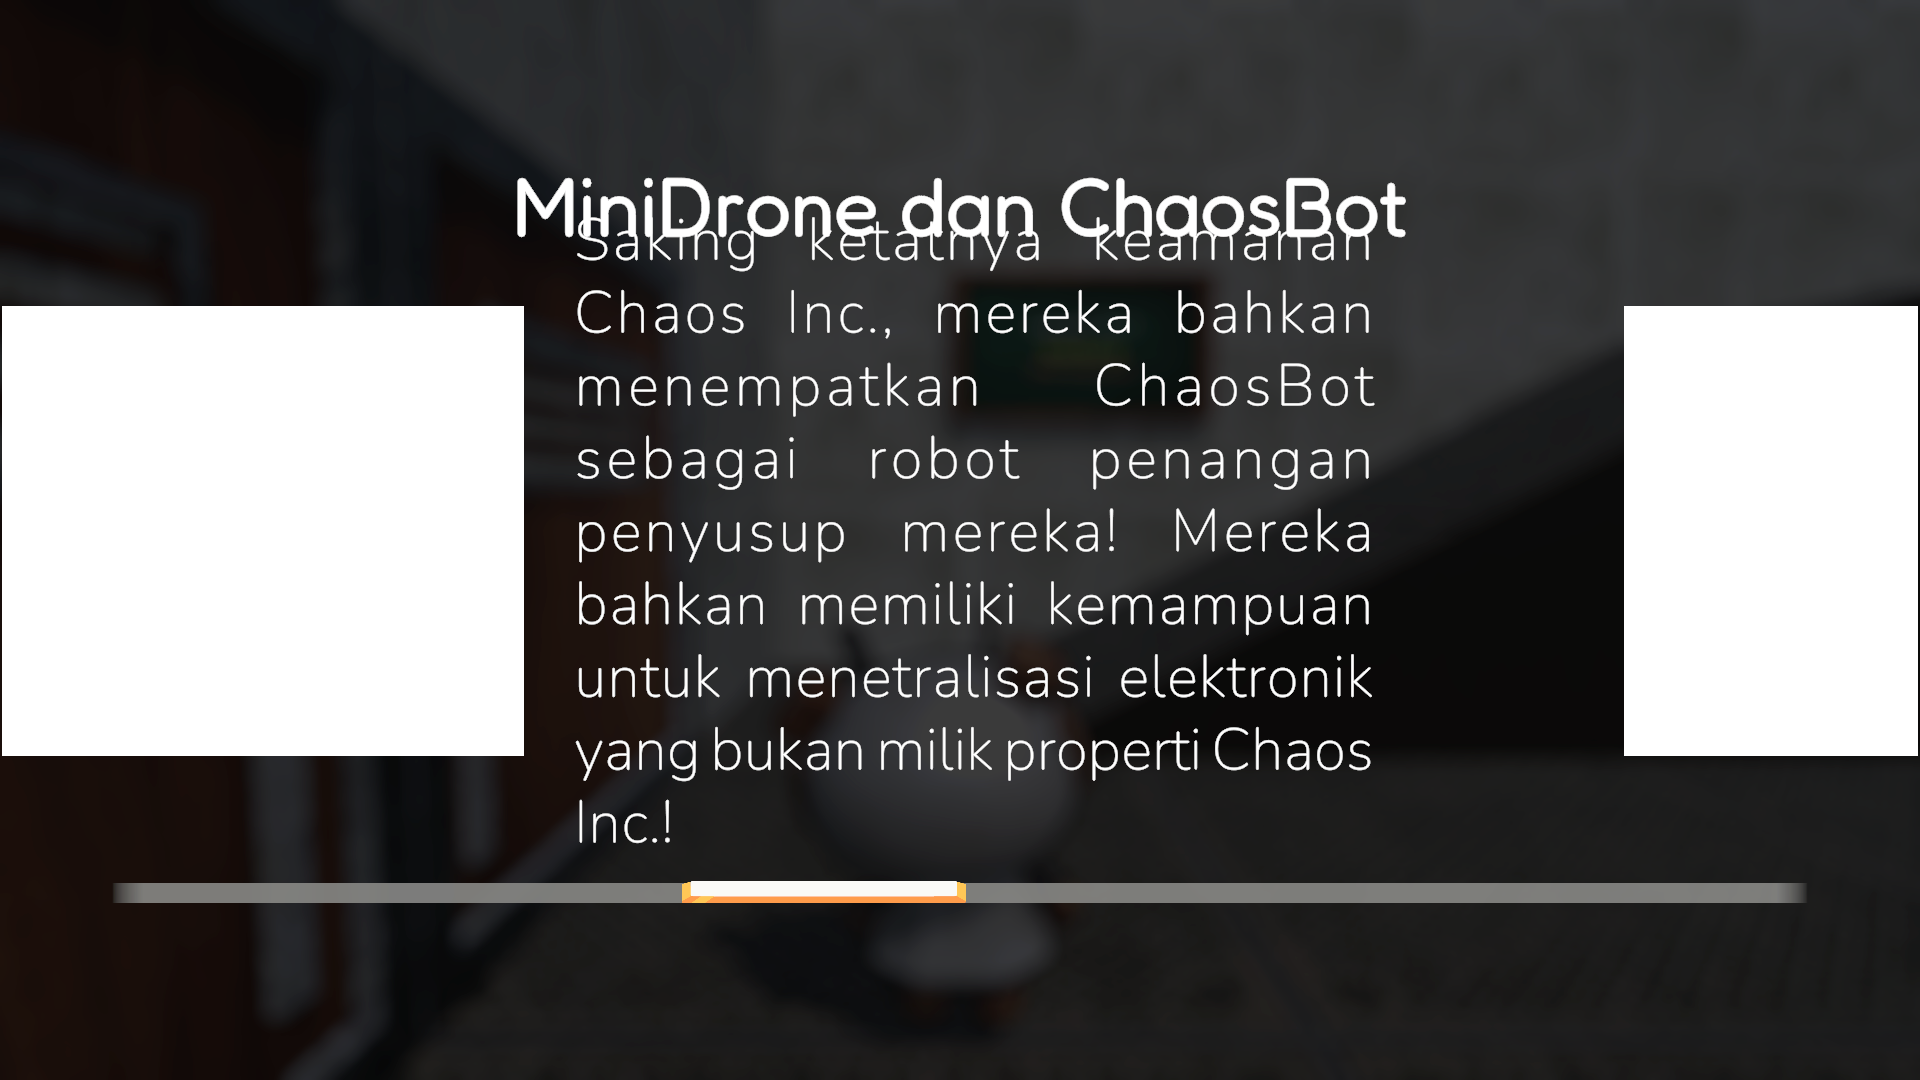 MiniDrone dan ChaosBot
Saking ketatnya keamanan
Chaos Inc., mereka bahkan
menempatkan ChaosBot
sebagai robot penangan
penyusup mereka! Mereka
bahkan memiliki kemampuan
untuk menetralisasi elektronik
yang bukan milik properti Chaos
Inc.!